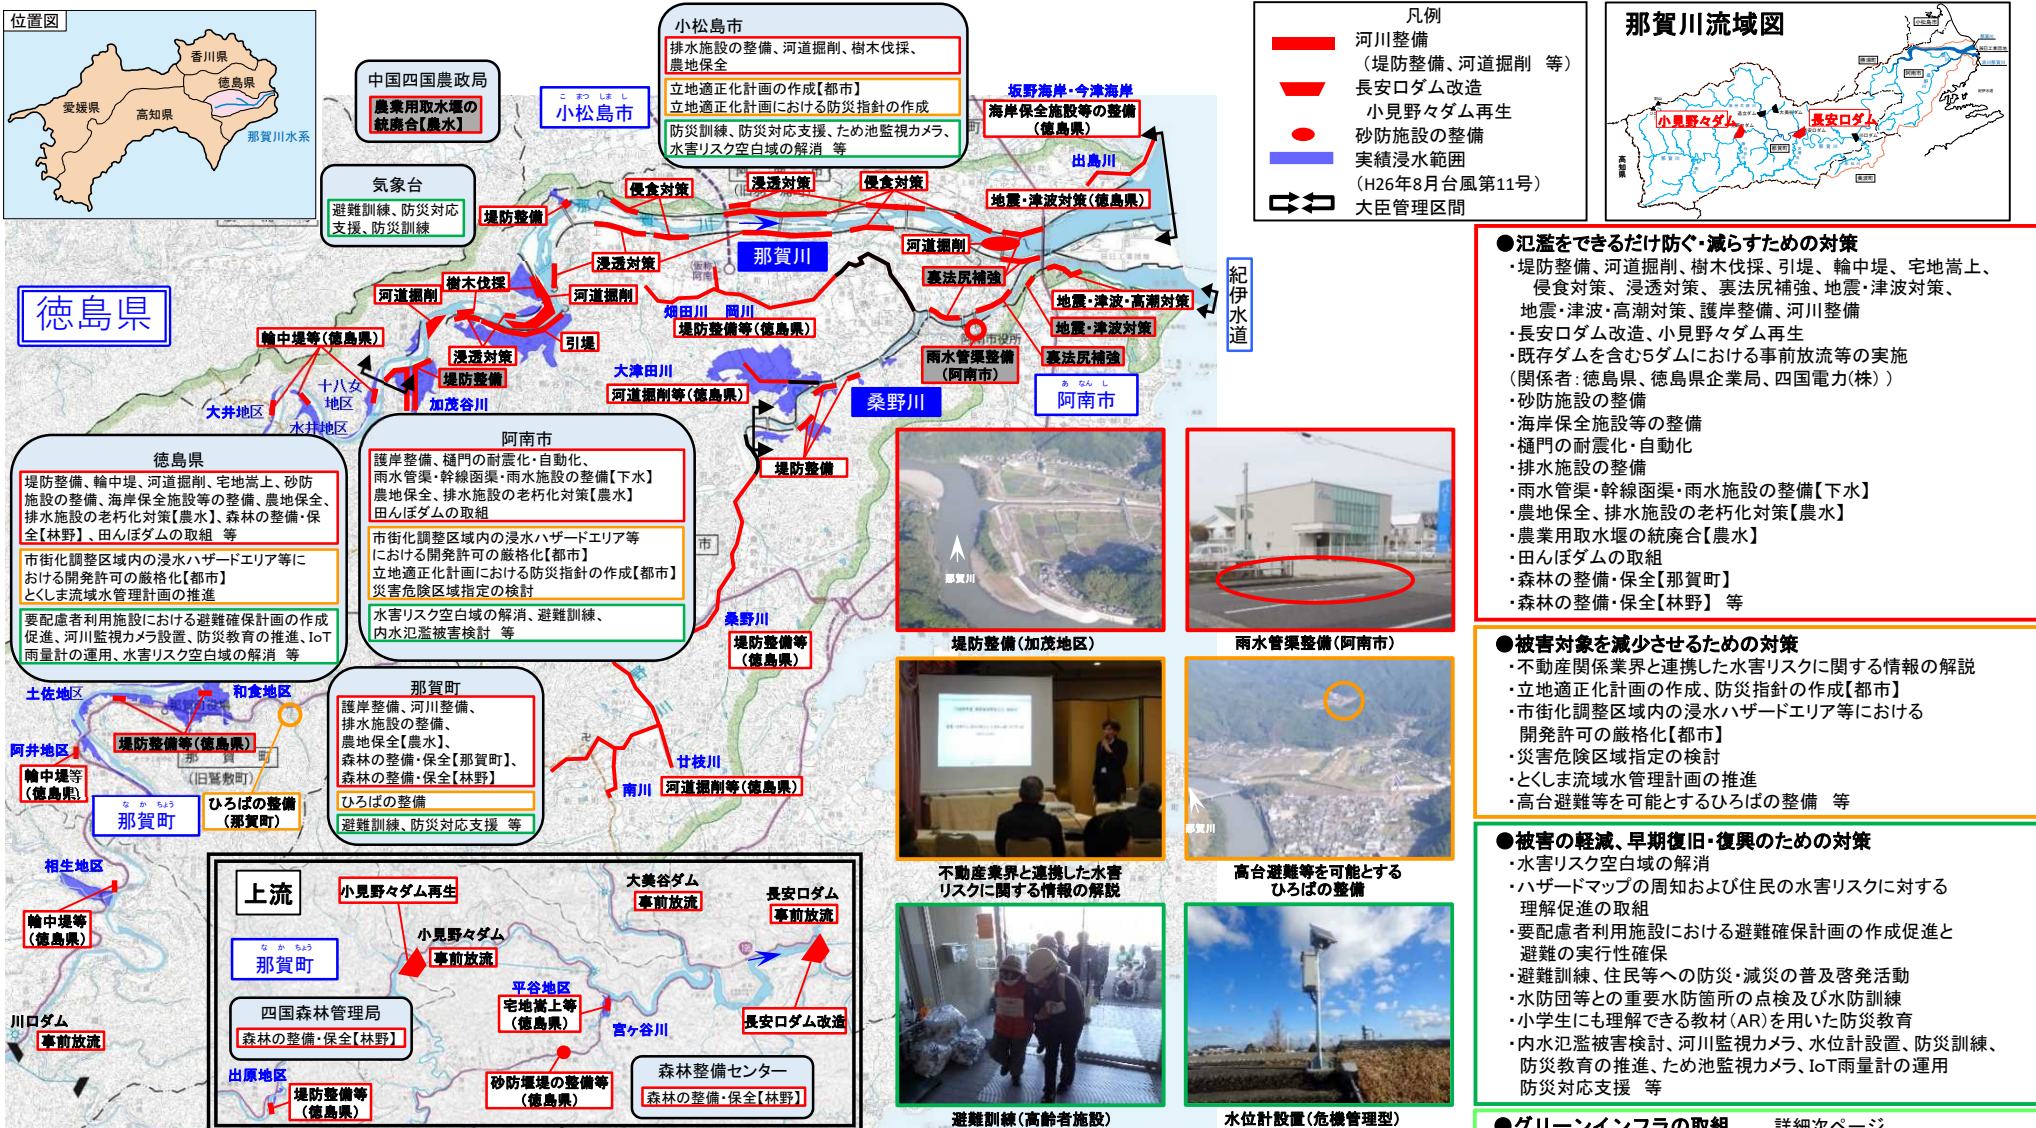 位置図
香川県
徳島県
愛媛県
高知県
那賀川水系
中国四国農政局
農業用取水堰の
統廃合【農水】
気象台
避難訓練、防災対応
支援、防災訓練
こまつしまし
小松島市
小松島市
排水施設の整備、河道掘削、樹木伐採、
農地保全
立地適正化計画の作成【都市】
立地適正化計画における防災指針の作成
防災訓練、防災対応支援、ため池監視カメラ、
水害リスク空白域の解消 等
坂野海岸・今津海岸
海岸保全施設等の整備
(徳島県)
出島川
地震・津波対策(徳島県)
凡例
河川整備
(堤防整備、河道掘削 等)
長安口ダム改造
小見野々ダム再生
砂防施設の整備
実績浸水範囲
(H26年8月台風第11号)
大臣管理区間
那賀川流域図
小見野々ダム
長安口ダム
高知県
徳島県
堤防整備
侵食対策
浸透対策
侵食対策
浸透対策
那賀川
河道掘削
裏法尻補強
地震・津波・高潮対策
地震・津波対策
裏法尻補強
紀伊水道
樹木伐採
河道掘削
河道掘削
畑田川 岡川
堤防整備等(徳島県)
輪中堤等(徳島県)
浸透対策
引堤
堤防整備
雨水管渠整備
(阿南市)
あなんし
阿南市
大津田川
河道掘削等(徳島県)
桑野川
堤防整備
大井地区
十八女
地区
水井地区
加茂谷川
徳島県
堤防整備、輪中堤、河道掘削、宅地嵩上、砂防
施設の整備、海岸保全施設等の整備、農地保全、
排水施設の老朽化対策【農水】、森林の整備・保
全【林野】、田んぼダムの取組 等
市街化調整区域内の浸水ハザードエリア等に
おける開発許可の厳格化【都市】
とくしま流域水管理計画の推進
要配慮者利用施設における避難確保計画の作成
促進、河川監視カメラ設置、防災教育の推進、IoT
雨量計の運用、水害リスク空白域の解消 等
阿南市
護岸整備、樋門の耐震化・自動化、
雨水管渠・幹線函渠・雨水施設の整備【下水】
農地保全、排水施設の老朽化対策【農水】
田んぼダムの取組
市街化調整区域内の浸水ハザードエリア等
における開発許可の厳格化【都市】
立地適正化計画における防災指針の作成【都市】
災害危険区域指定の検討
水害リスク空白域の解消、避難訓練、
内水氾濫被害検討 等
桑野川
堤防整備等
(徳島県)
土佐地区
和食地区
堤防整備等(徳島県)
阿井地区
輪中堤等
(徳島県)
(旧鷲敷町)
なかちょう
那賀町
ひろばの整備
(那賀町)
那賀町
護岸整備、河川整備、
排水施設の整備、
農地保全【農水】、
森林の整備・保全【那賀町】、
森林の整備・保全【林野】
ひろばの整備
避難訓練、防災対応支援 等
廿枝川
南川
河道掘削等(徳島県)
相生地区
輪中堤等
(徳島県)
川口ダム
事前放流
上流
なかちょう
那賀町
小見野々ダム再生
小見野々ダム
事前放流
大美谷ダム
事前放流
長安口ダム
事前放流
長安口ダム改造
平谷地区
宅地嵩上等
(徳島県)
宮ヶ谷川
四国森林管理局
森林の整備・保全【林野】
出原地区
堤防整備等
(徳島県)
砂防堰堤の整備等
(徳島県)
森林整備センター
森林の整備・保全【林野】
那賀川
堤防整備(加茂地区)
雨水管渠整備(阿南市)
不動産業界と連携した水害
リスクに関する情報の解説
那賀川
高台避難等を可能とする
ひろばの整備
避難訓練(高齢者施設)
水位計設置(危機管理型)
●氾濫をできるだけ防ぐ・減らすための対策
・堤防整備、河道掘削、樹木伐採、引堤、輪中堤、宅地嵩上、
侵食対策、浸透対策、裏法尻補強、地震・津波対策、
地震・津波・高潮対策、護岸整備、河川整備
・長安口ダム改造、小見野々ダム再生
・既存ダムを含む5ダムにおける事前放流等の実施
(関係者:徳島県、徳島県企業局、四国電力(株))
・砂防施設の整備
・海岸保全施設等の整備
・樋門の耐震化・自動化
・排水施設の整備
・雨水管渠・幹線函渠・雨水施設の整備【下水】
・農地保全、排水施設の老朽化対策【農水】
・農業用取水堰の統廃合【農水】
・田んぼダムの取組
・森林の整備・保全【那賀町】
・森林の整備・保全【林野】 等
●被害対象を減少させるための対策
・不動産関係業界と連携した水害リスクに関する情報の解説
・立地適正化計画の作成、防災指針の作成【都市】
・市街化調整区域内の浸水ハザードエリア等における
開発許可の厳格化【都市】
・災害危険区域指定の検討
・とくしま流域水管理計画の推進
・高台避難等を可能とするひろばの整備 等
●被害の軽減、早期復旧・復興のための対策
・水害リスク空白域の解消
・ハザードマップの周知および住民の水害リスクに対する
理解促進の取組
・要配慮者利用施設における避難確保計画の作成促進と
避難の実行性確保
・避難訓練、住民等への防災・減災の普及啓発活動
・水防団等との重要水防箇所の点検及び水防訓練
・小学生にも理解できる教材(AR)を用いた防災教育
・内水氾濫被害検討、河川監視カメラ、水位計設置、防災訓練、
防災教育の推進、ため池監視カメラ、IoT雨量計の運用
防災対応支援 等
●グリーンインフラの取組 詳細次ページ